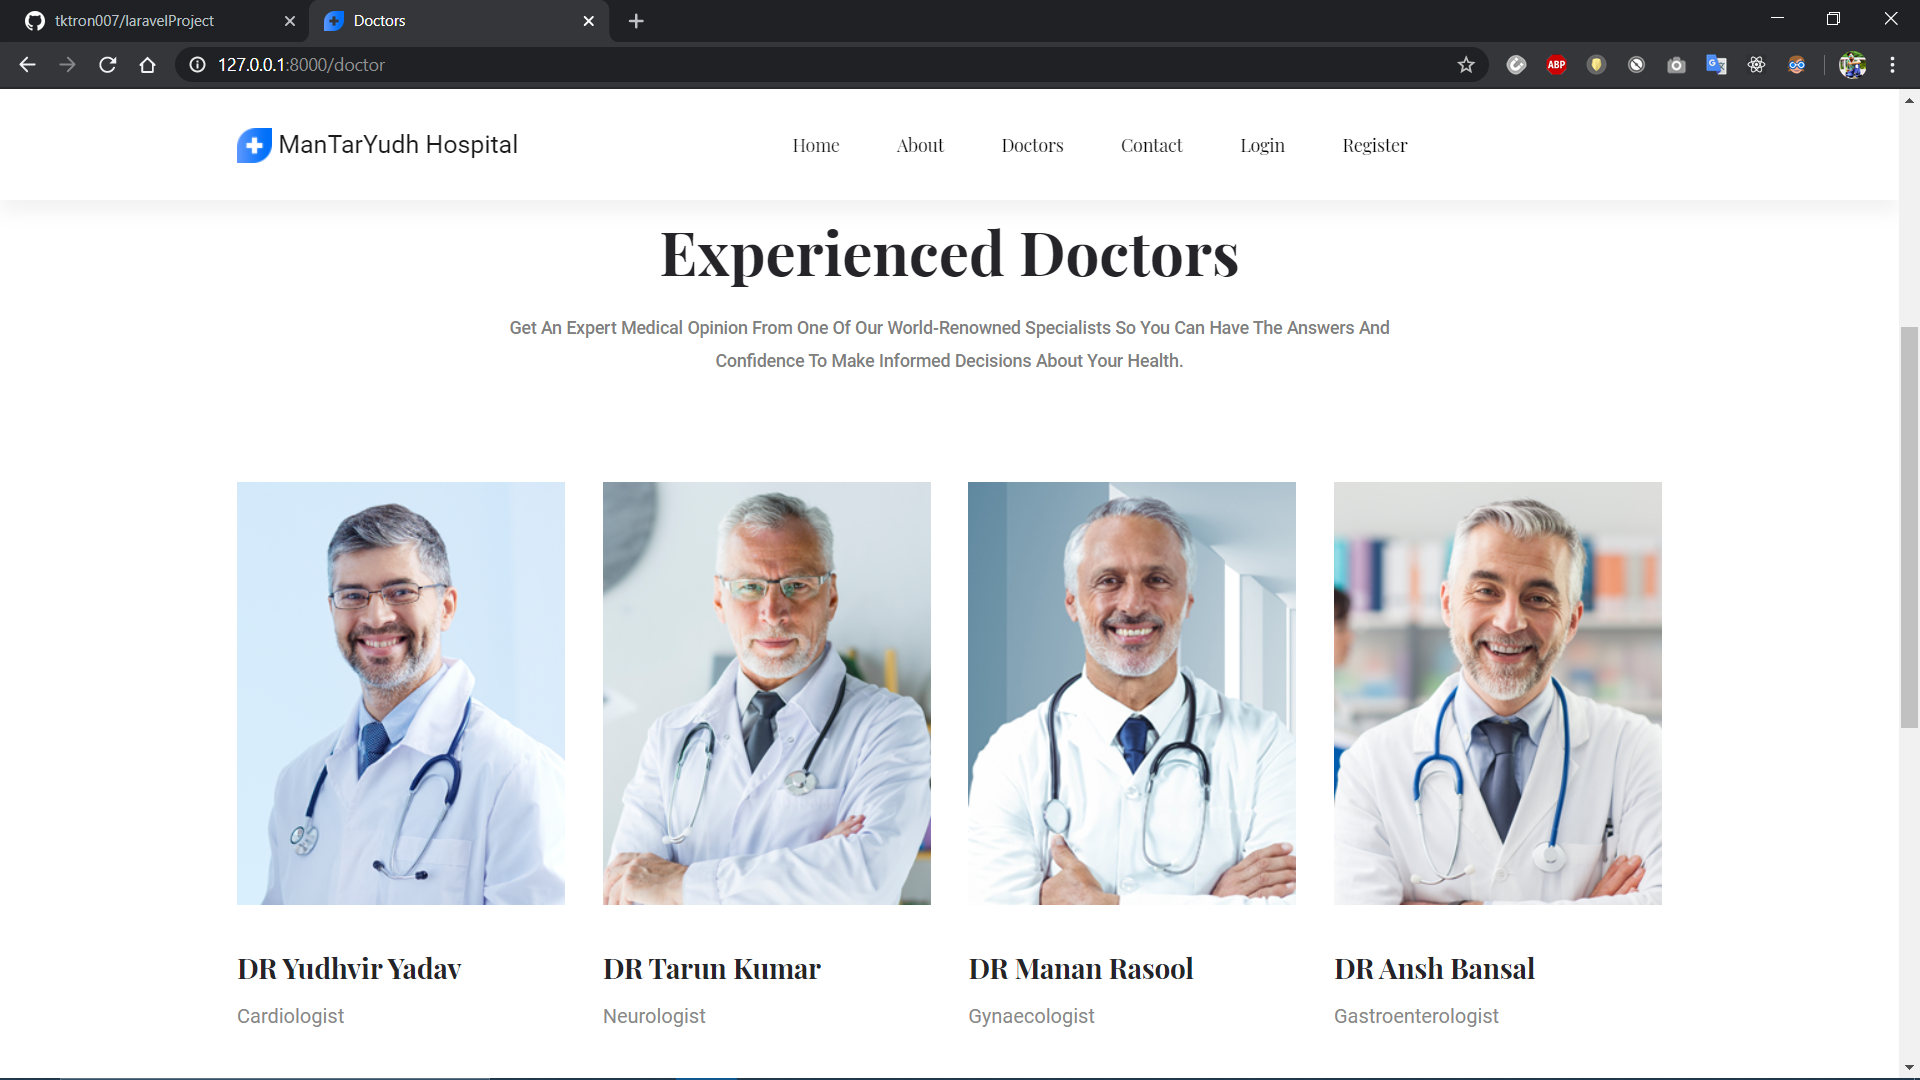 tktron007/laravelProject
Doctors
127.0.0.1:8000/doctor
ABP
ManTarYudh Hospital
Home About Doctors Contact Login Register
Experienced Doctors
Get An Expert Medical Opinion From One Of Our World-Renowned Specialists So You Can Have The Answers And
Confidence To Make Informed Decisions About Your Health.
DR Yudhvir Yadav
Cardiologist
DR Tarun Kumar
Neurologist
DR Manan Rasool
Gynaecologist
DR Ansh Bansal
Gastroenterologist